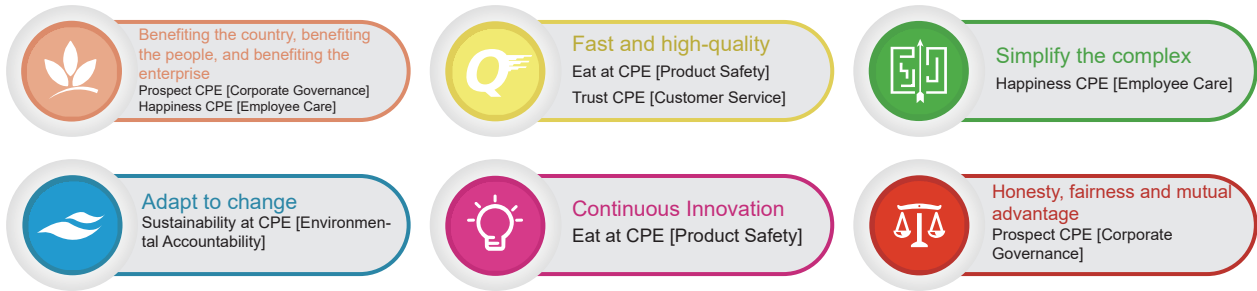 Benefiting the country, benefiting
the people, and benefiting the
enterprise
Prospect CPE [Corporate Governance]
Happiness CPE [Employee Care]
Q
Fast and high-quality
Eat at CPE [Product Safety]
Trust CPE [Customer Service]
Simplify the complex
Happiness CPE [Employee Care]
Adapt to change
Sustainability at CPE [Environmen-
tal Accountability]
Continuous Innovation
Eat at CPE [Product Safety]
Honesty, fairness and mutual
advantage
Prospect CPE [Corporate
Governance]